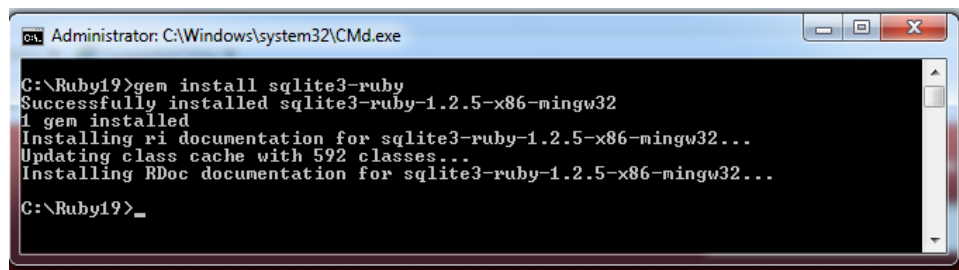 Administrator: C:\Windows\system32\CMd.exe
C:\Ruby19>gem install sqlite3-ruby
Successfully installed sqlite3-ruby-1.2.5-x86-mingw32
1 gem installed
Installing ri documentation for sqlite3-ruby-1.2.5-x86-mingw32...
Updating class cache with 592 classes...
Installing RDoc documentation for sqlite3-ruby-1.2.5-x86-mingw32...
C:\Ruby19>_